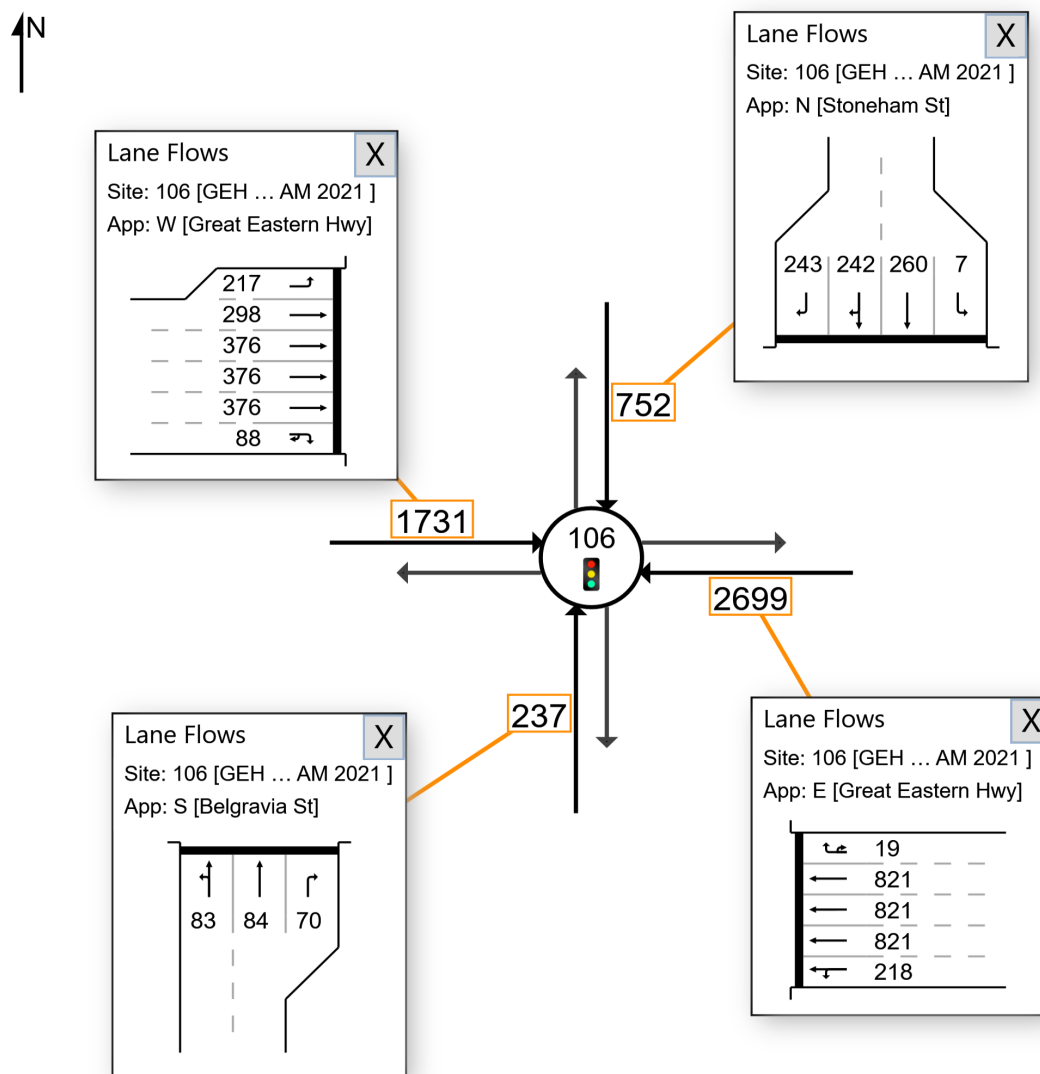 N
Lane Flows X
Site: 106 [GEH ... AM 2021 ]
App: N [Stoneham St]
243 242 260 7
Lane Flows X
Site: 106 [GEH ... AM 2021 ]
App: W [Great Eastern Hwy]
217
298
376
376
376
88
752
1731
106
2699
237
Lane Flows X
Site: 106 [GEH ... AM 2021 ]
App: S [Belgravia St]
83 84 70
Lane Flows X
Site: 106 [GEH ... AM 2021 ]
App: E [Great Eastern Hwy]
19
821
821
821
218